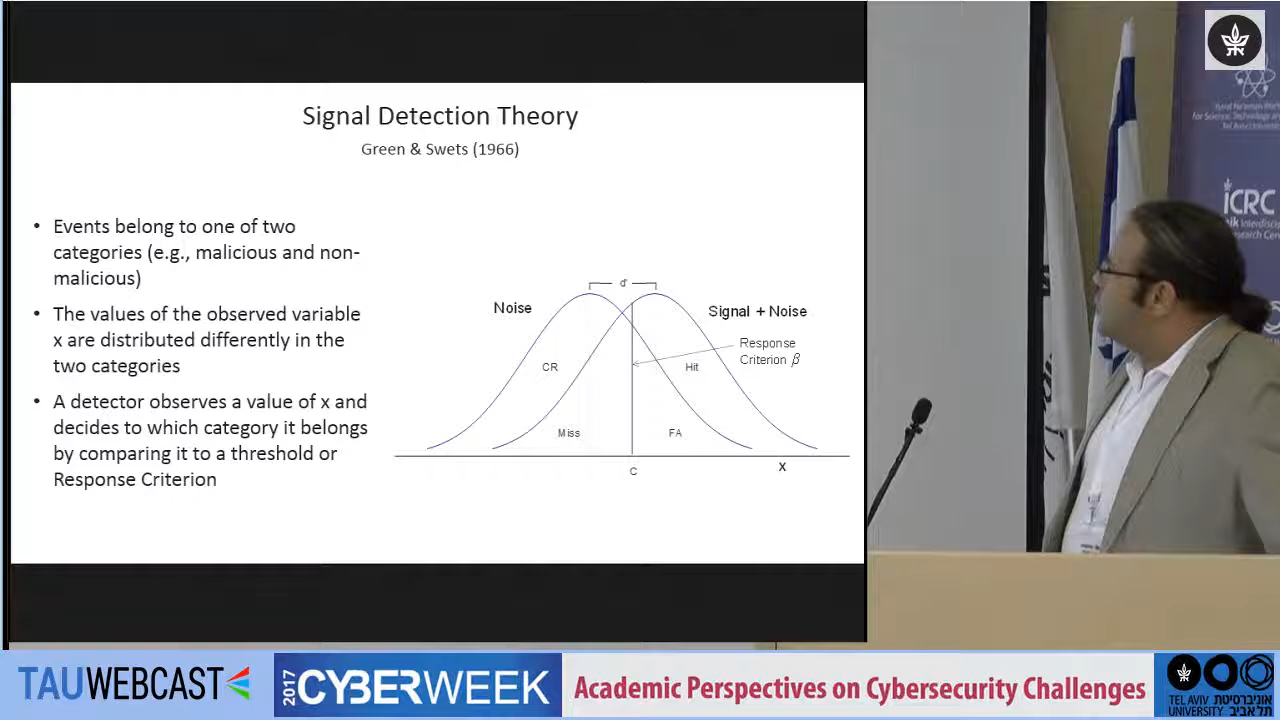 Signal Detection Theory
Green & Swets (1966)
• Events belong to one of two
categories (e.g., malicious and non-
malicious)
• The values of the observed variable
x are distributed differently in the
two categories
• A detector observes a value of x and
decides to which category it belongs
by comparing it to a threshold or
Response Criterion
d'
Noise
Signal + Noise
Response
Criterion β
CR
Hit
Miss
FA
C
X
iCRC
TAUWEBCAST
2017
CYBERWEEK
Academic Perspectives on Cybersecurity Challenges
TEL AVIV
UNIVERSITY
אוניברסיטת
תל אביב